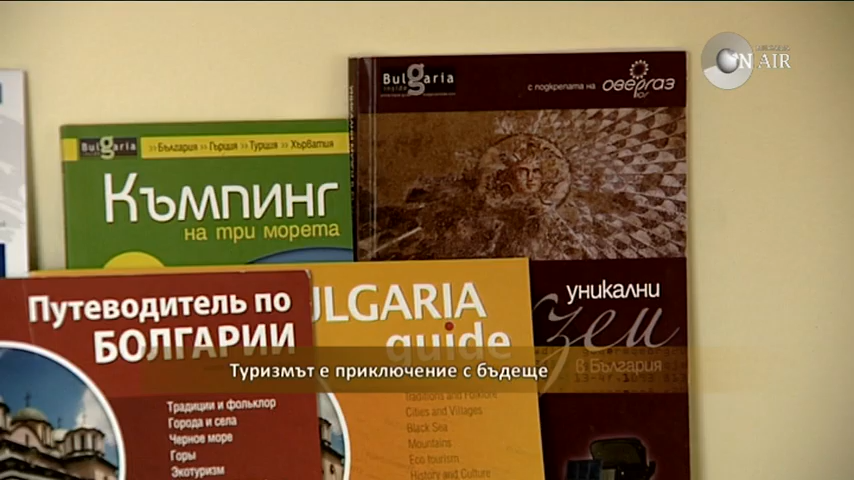 ON AIR
Bulgaria
inside
с подкрепата на
овергаз
юг
Bulgaria
»България »Гърция »Турция »Хърватия
Къмпинг
на три морета
уникални
зеи
в България
Путеводитель по
БОЛГАРИИ
Традиции и фольклор
Города и села
Черное море
Горы
Экотуризм
ULGARIA
guide
Traditions and Folklore
Cities and Villages
Black Sea
Mountains
Eco tourism
History and Culture
Туризмът е приключение с бъдеще